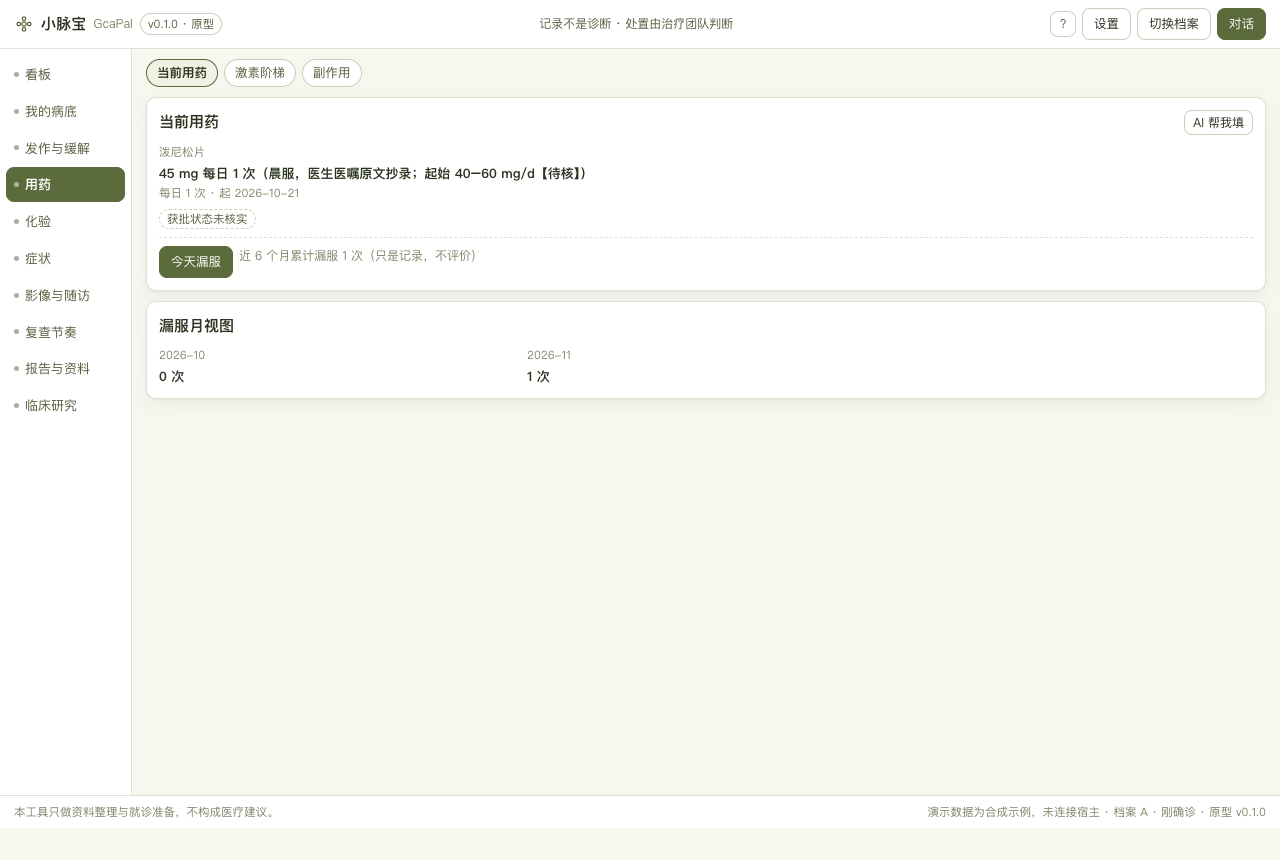 小脉宝 GcaPal v0.1.0 · 原型
记录不是诊断 · 处置由治疗团队判断
? 设置 切换档案 对话
看板
我的病底
发作与缓解
用药
化验
症状
影像与随访
复查节奏
报告与资料
临床研究
当前用药 激素阶梯 副作用
当前用药
AI 帮我填
泼尼松片
45 mg 每日 1 次（晨服，医生医嘱原文抄录；起始 40–60 mg/d【待核】）
每日 1 次 · 起 2026-10-21
获批状态未核实
今天漏服 近 6 个月累计漏服 1 次（只是记录，不评价）
漏服月视图
2026-10 2026-11
0 次 1 次
本工具只做资料整理与就诊准备，不构成医疗建议。
演示数据为合成示例，未连接宿主 · 档案 A · 刚确诊 · 原型 v0.1.0